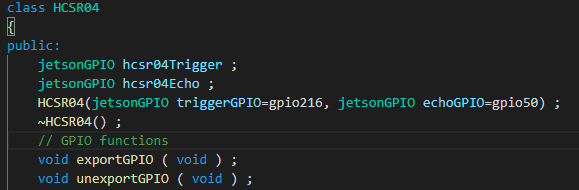 class HCSR04
{
public:
jetsonGPIO hcsr04Trigger ;
jetsonGPIO hcsr04Echo ;
HCSR04(jetsonGPIO triggerGPIO=gpio216, jetsonGPIO echoGPIO=gpio50) ;
~HCSR04() ;
// GPIO functions
void exportGPIO ( void ) ;
void unexportGPIO ( void ) ;